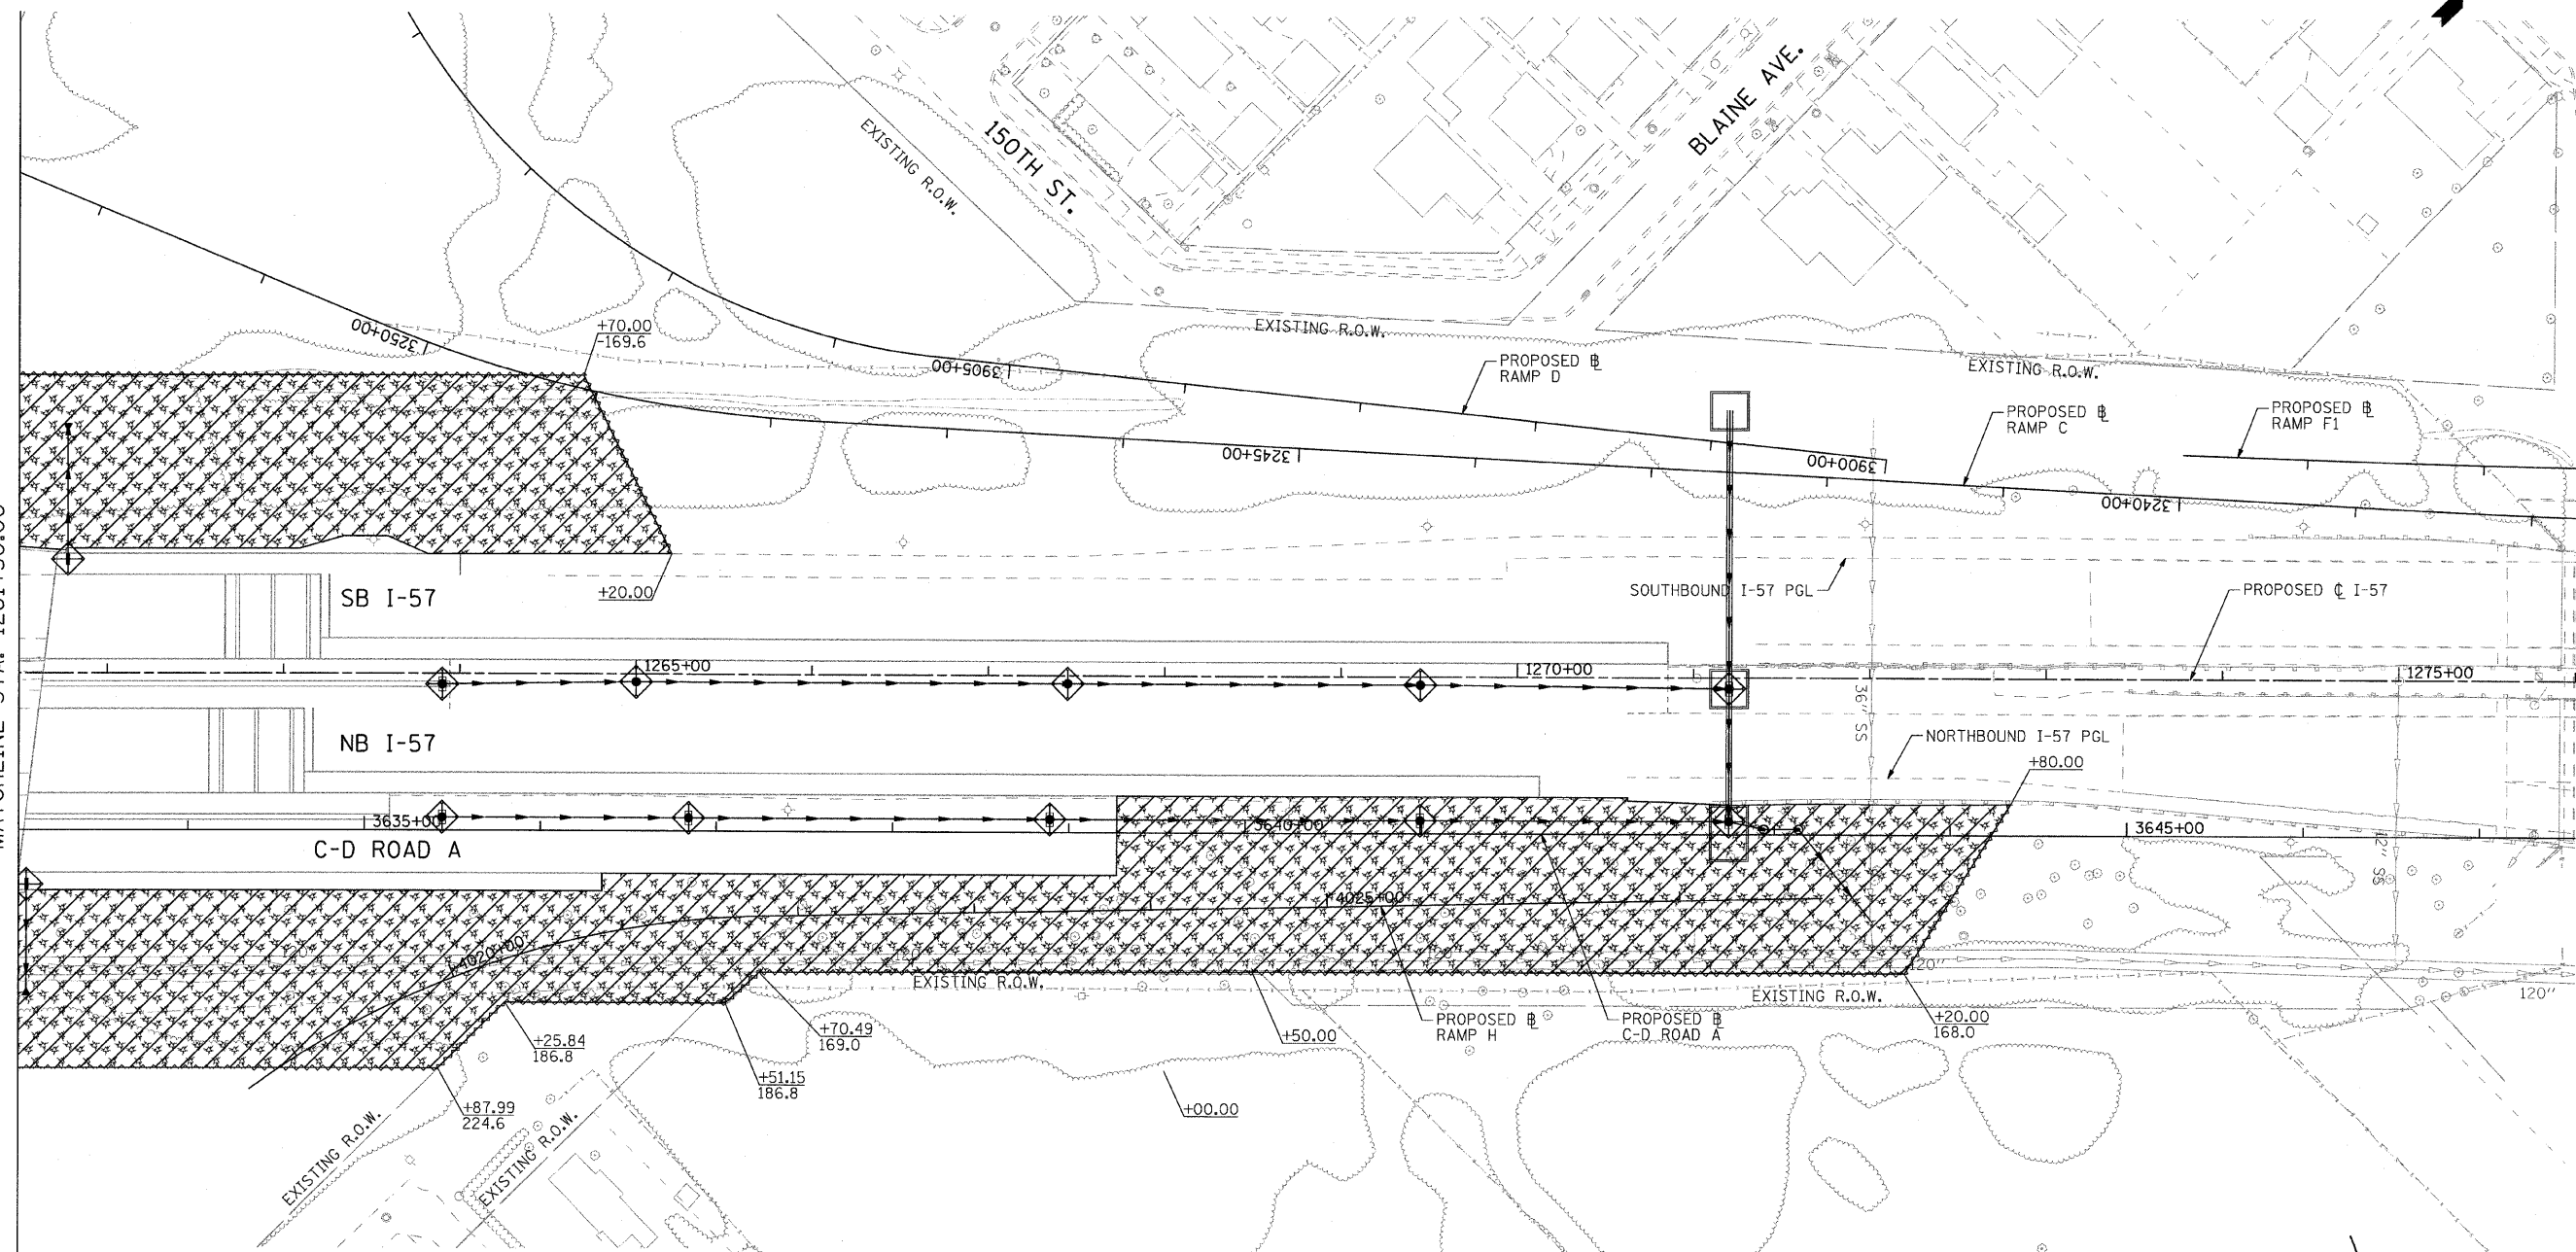 150TH ST.
BLAINE AVE.
EXISTING R.O.W.
EXISTING R.O.W.
EXISTING R.O.W.
3250+00
+70.00
-169.6
3905+00
PROPOSED ⅊
RAMP D
PROPOSED ⅊
RAMP C
PROPOSED ⅊
RAMP F1
3245+00
3900+00
3240+00
SB I-57
+20.00
SOUTHBOUND I-57 PGL
PROPOSED ℄ I-57
1265+00
1270+00
1275+00
36" SS
NB I-57
NORTHBOUND I-57 PGL
+80.00
3635+00
3640+00
3645+00
C-D ROAD A
12" SS
4025+00
4020+00
120"
EXISTING R.O.W.
EXISTING R.O.W.
120"
+25.84
186.8
+70.49
169.0
+50.00
PROPOSED ⅊
RAMP H
PROPOSED ⅊
C-D ROAD A
+20.00
168.0
+51.15
186.8
+87.99
224.6
+00.00
EXISTING R.O.W.
EXISTING R.O.W.